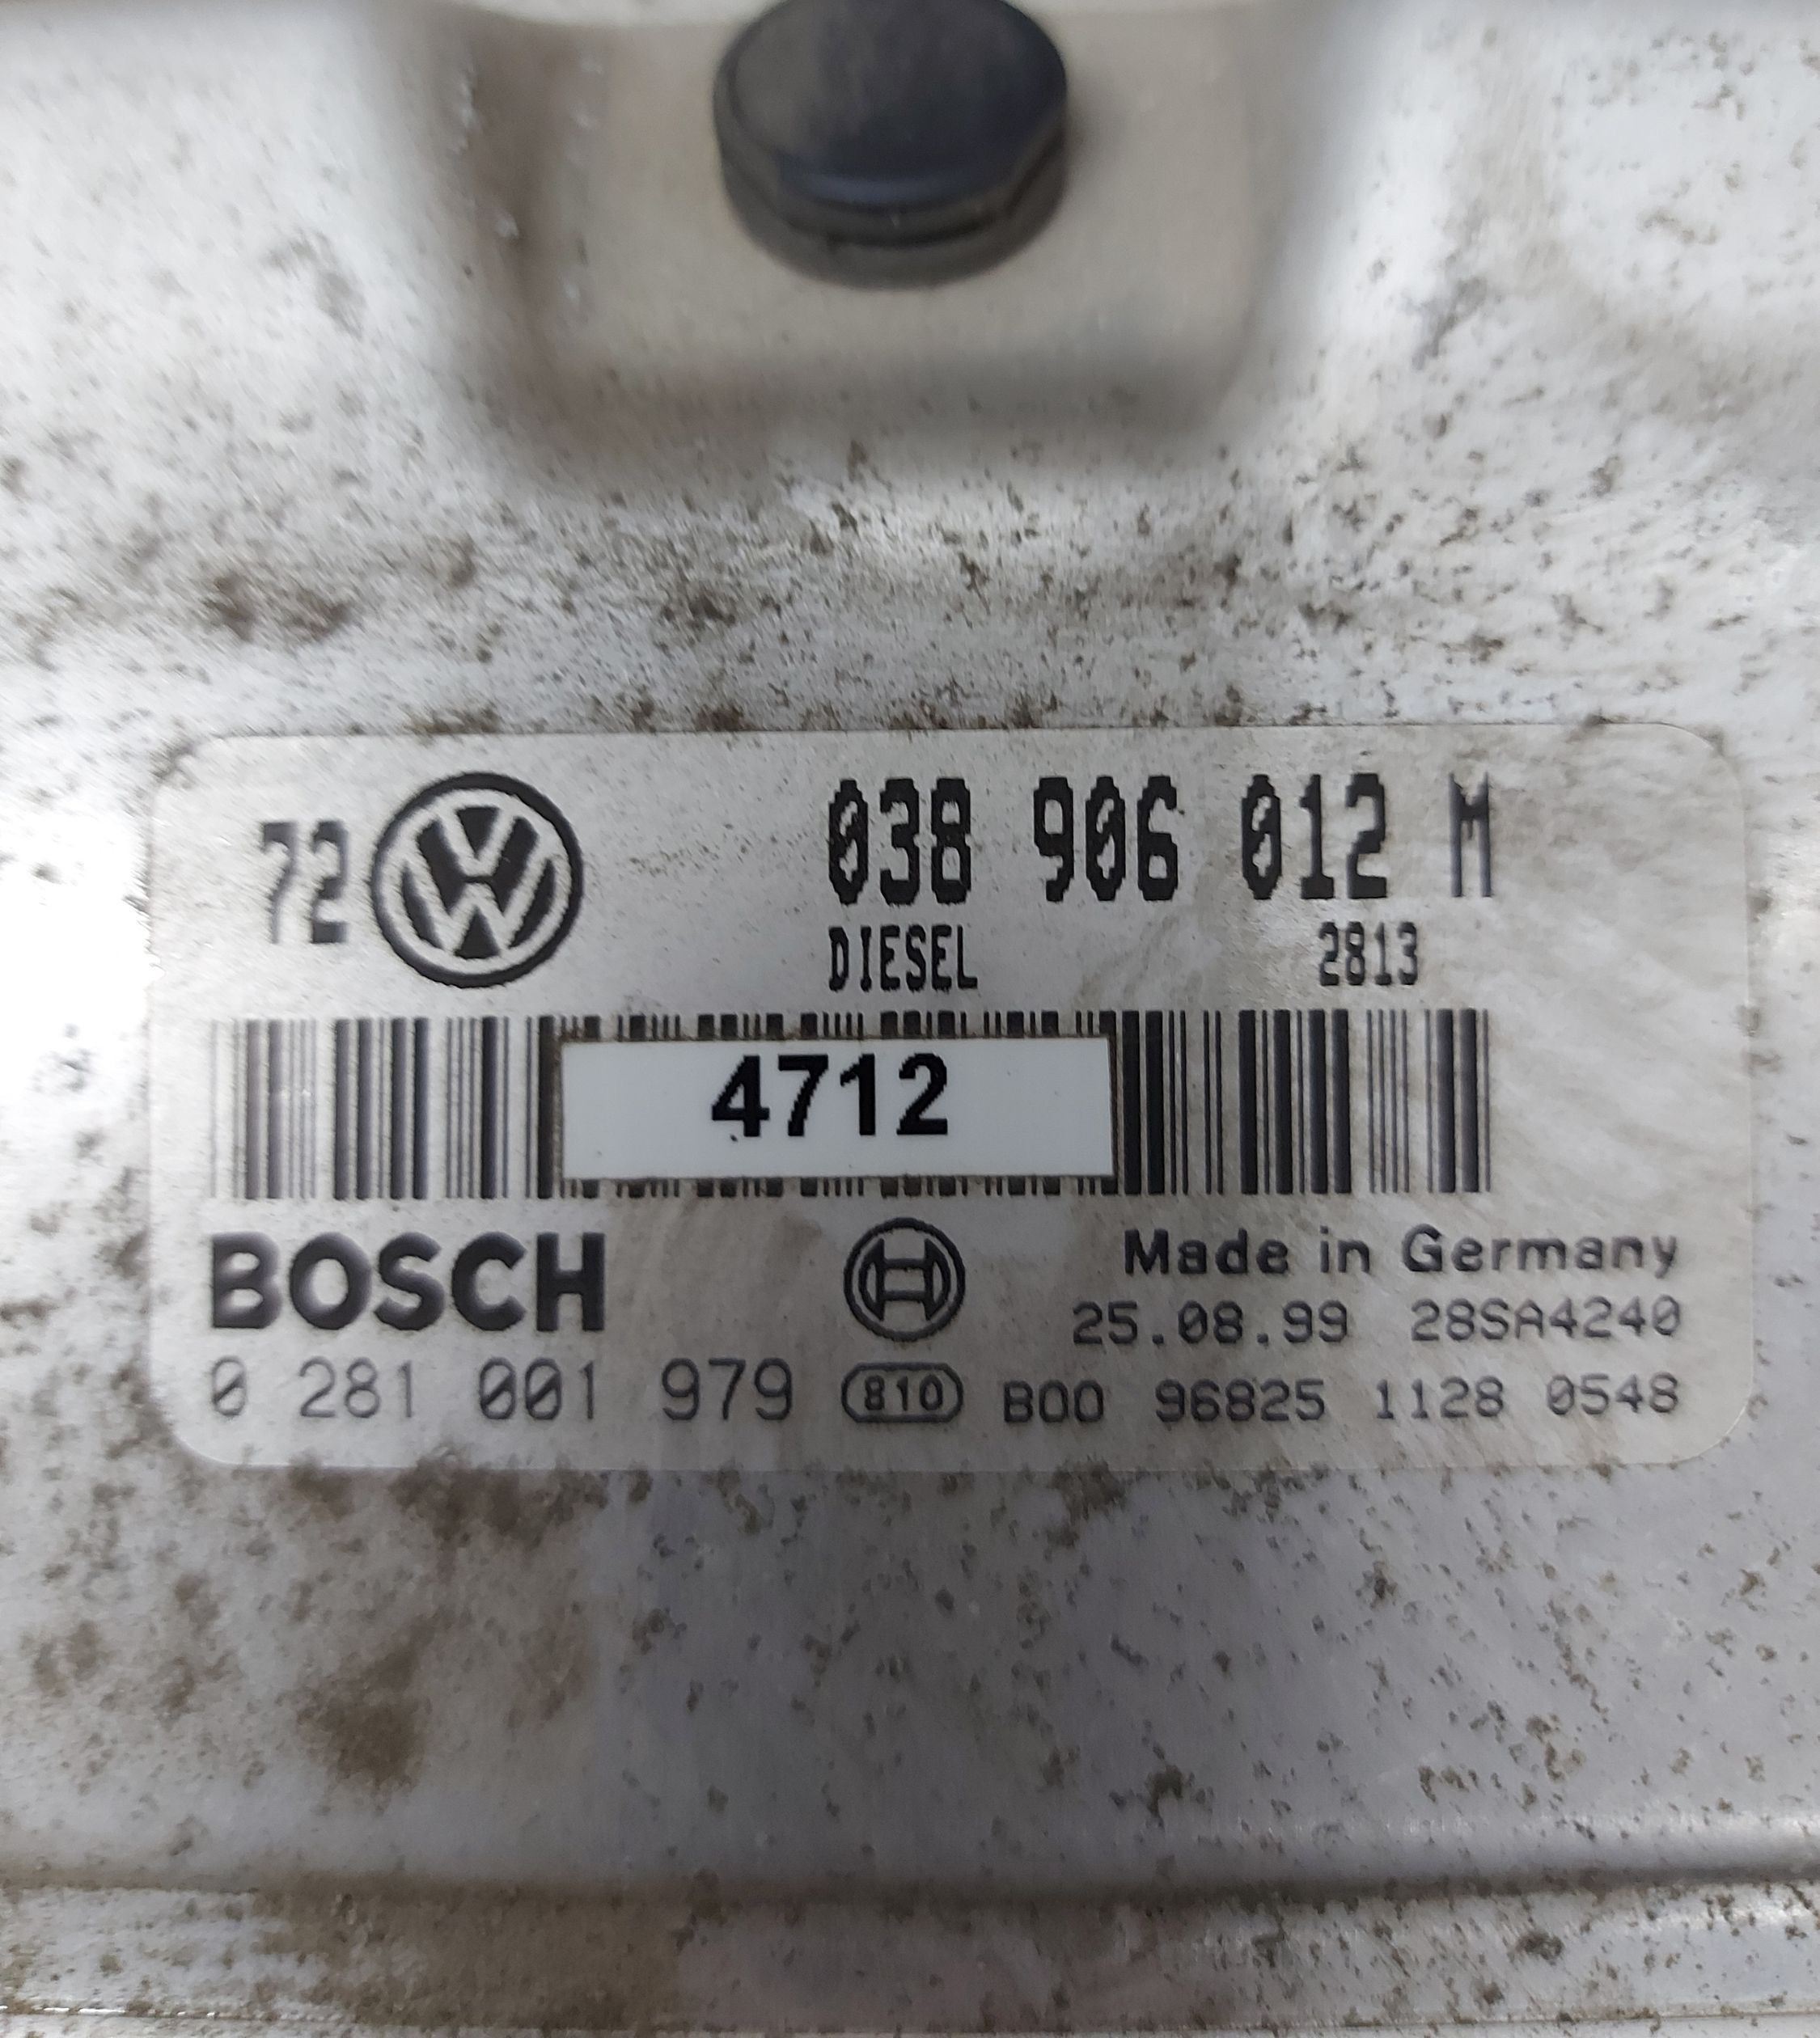 72 038 906 012 M
DIESEL 2813
4712
BOSCH Made in Germany
25.08.99 28SA4240
0 281 001 979 810 B00 96825 1128 0548